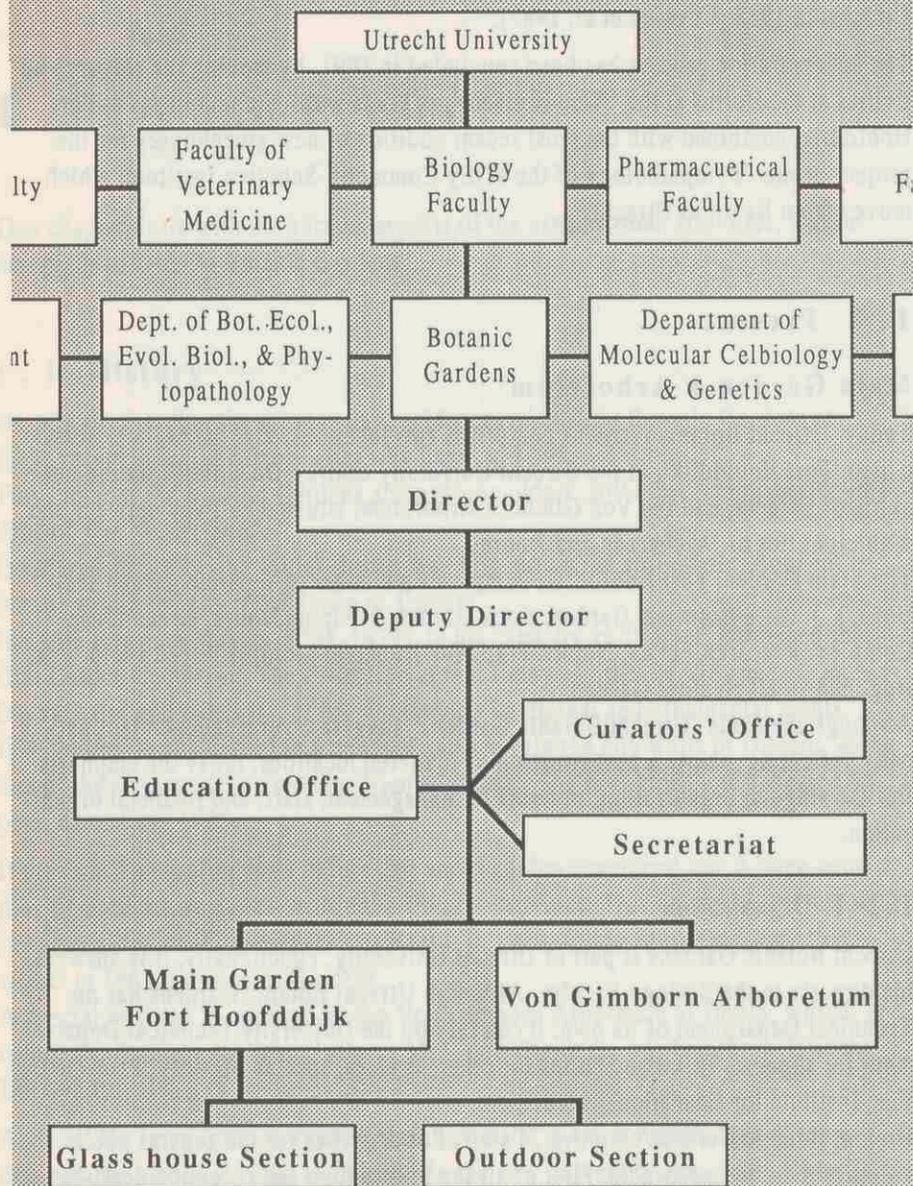 Utrecht University
lty
Faculty of
Veterinary
Medicine
Biology
Faculty
Pharmacuetical
Faculty
Fa
nt
Dept. of Bot. Ecol.,
Evol. Biol., & Phy-
topathology
Botanic
Gardens
Department of
Molecular Celbiology
& Genetics
Director
Deputy Director
Curators' Office
Education Office
Secretariat
Main Garden
Fort Hoofddijk
Von Gimborn Arboretum
Glass house Section
Outdoor Section